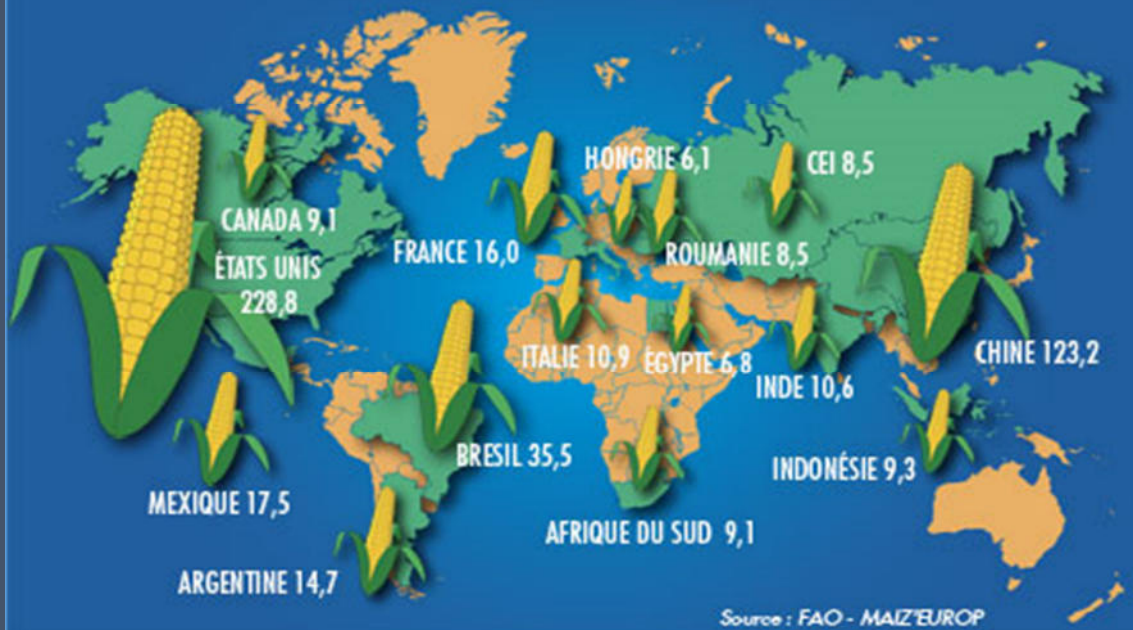 HONGRIE 6,1
CEI 8,5
CANADA 9,1
FRANCE 16,0
ROUMANIE 8,5
ÉTATS UNIS
228,8
ITALIE 10,9
ÉGYPTE 6,8
CHINE 123,2
INDE 10,6
BRESIL 35,5
INDONÉSIE 9,3
MEXIQUE 17,5
AFRIQUE DU SUD 9,1
ARGENTINE 14,7
Source : FAO - MAIZ'EUROP